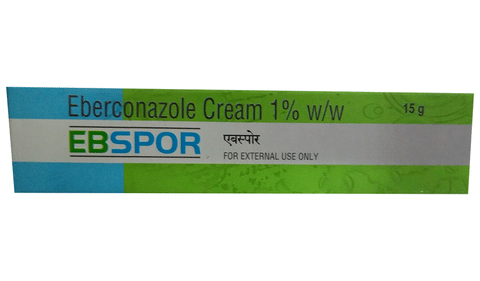 Eberconazole Cream 1% w/w 15 g
EBSPOR एबस्पोर
FOR EXTERNAL USE ONLY